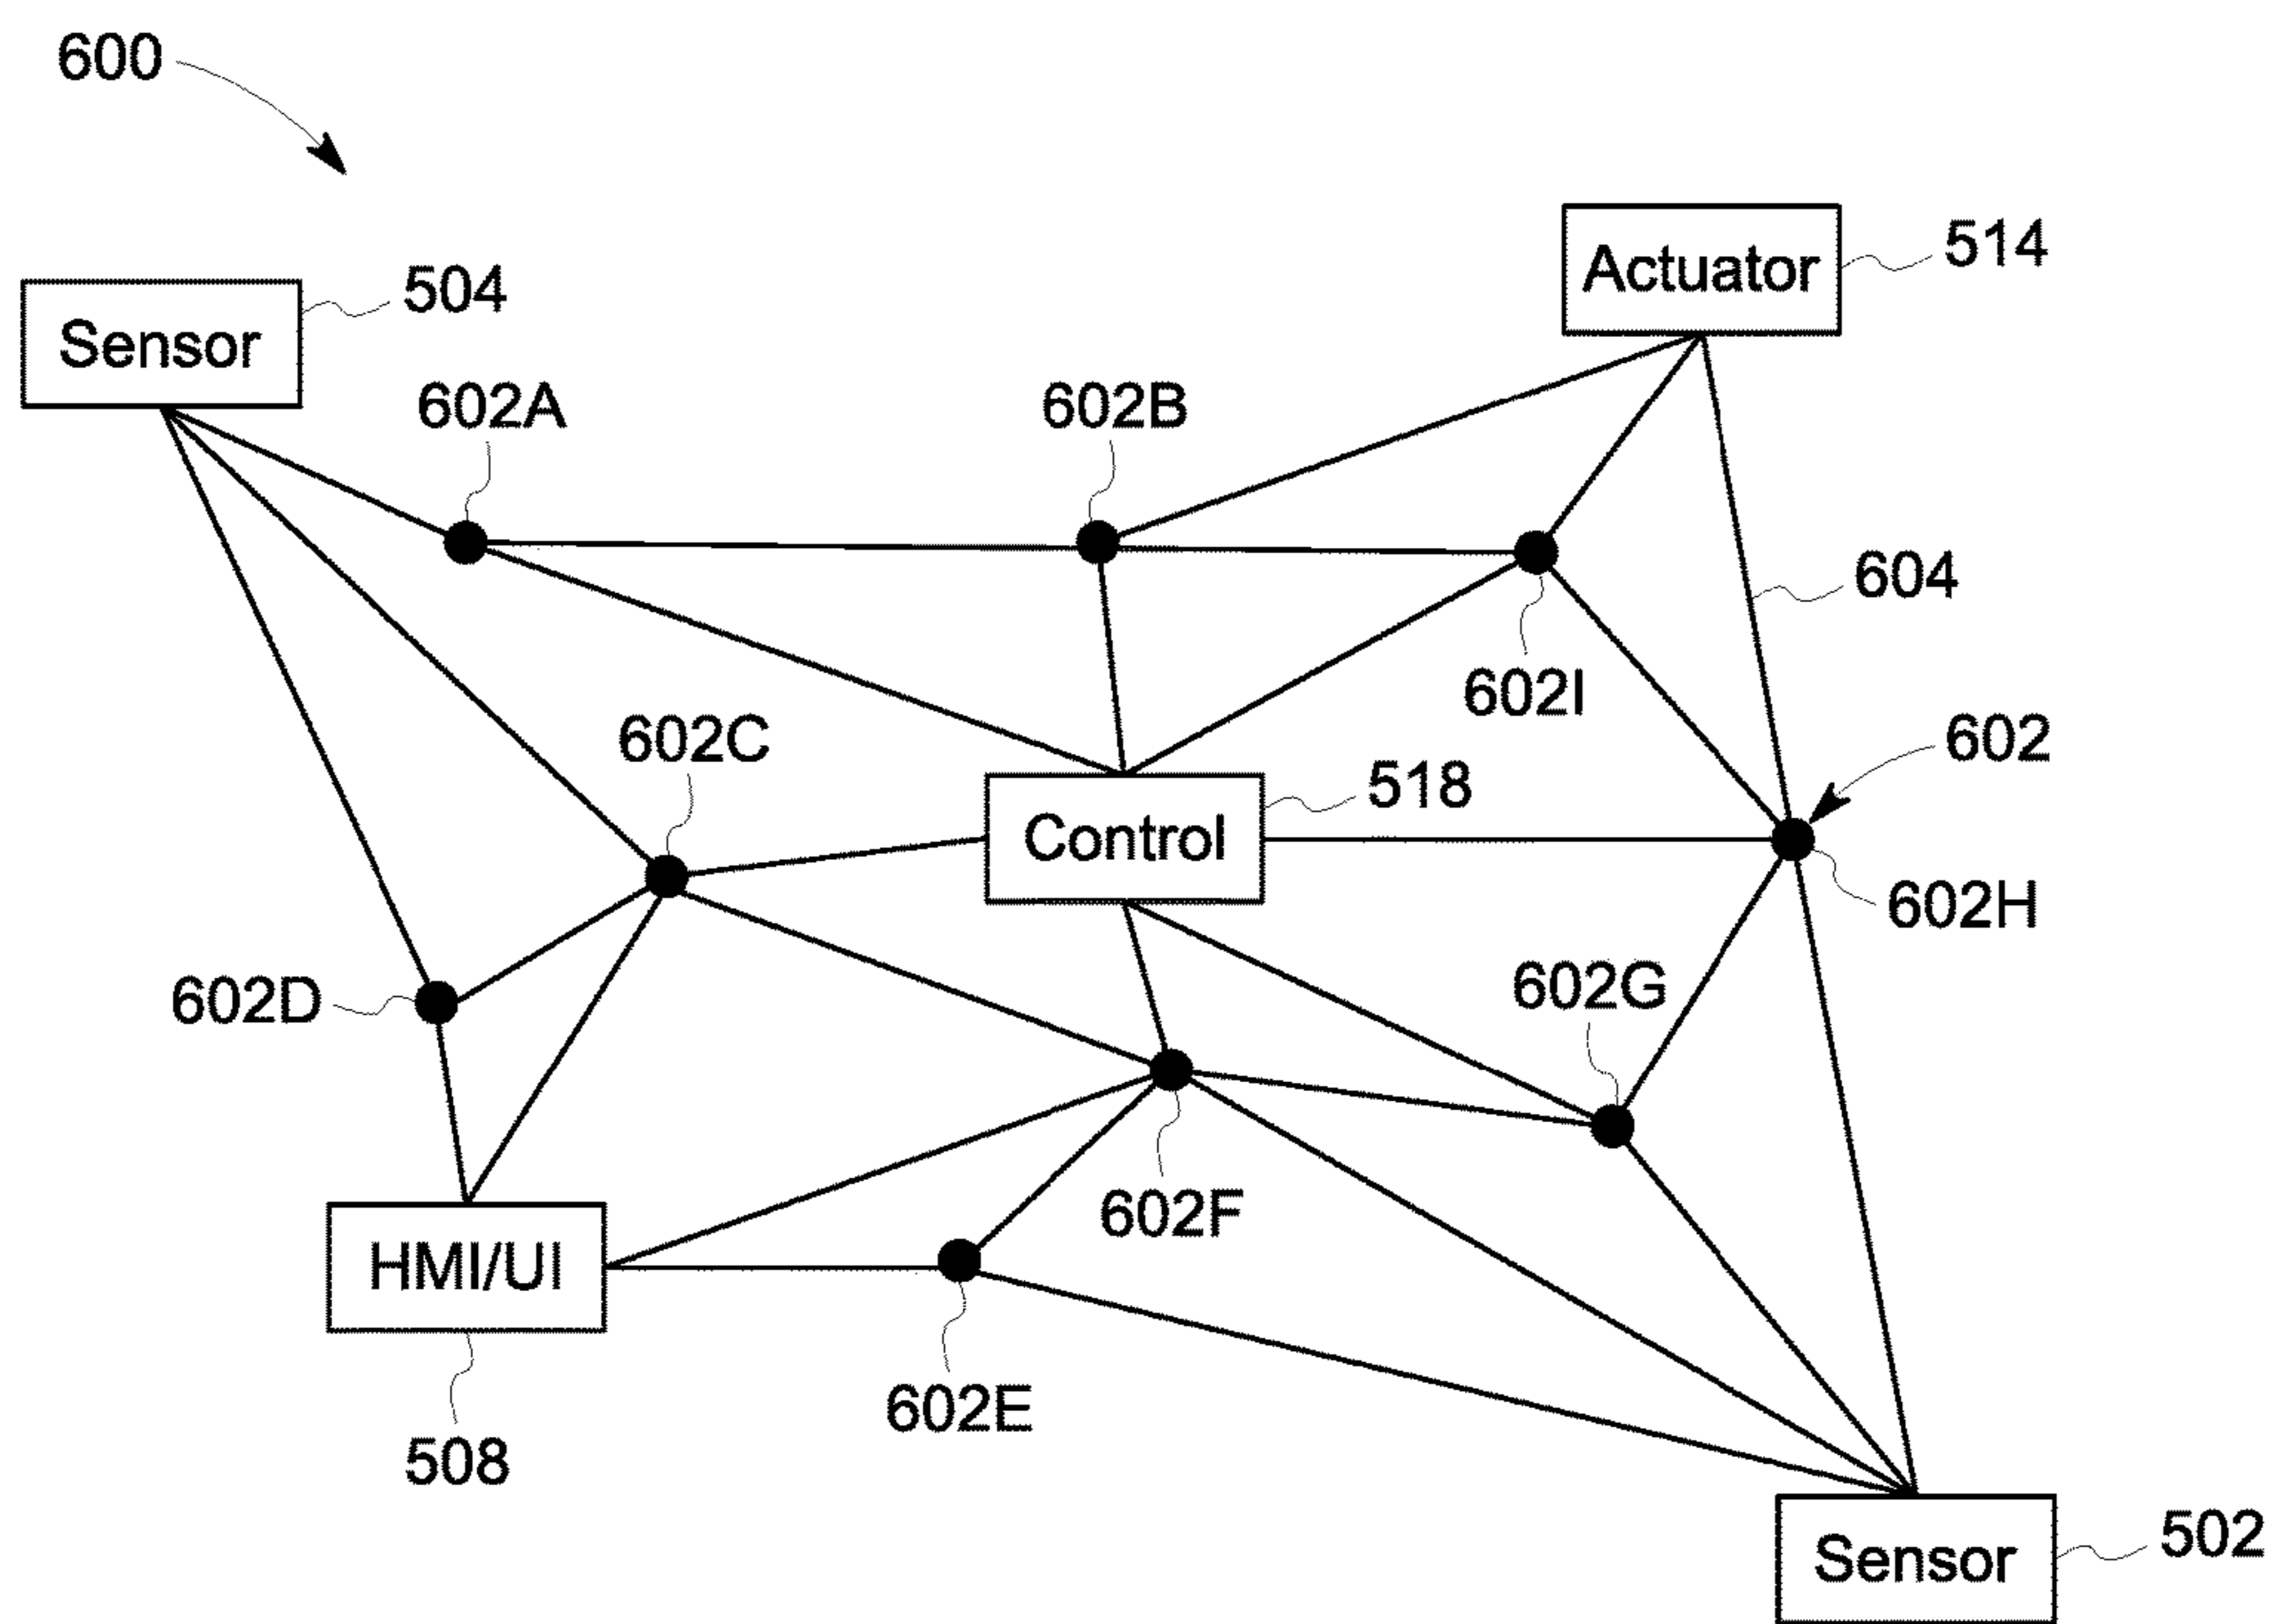 600
Actuator
514
504
Sensor
602A
602B
604
602I
602C
602
518
Control
602H
602D
602G
602F
HMI/UI
602E
508
502
Sensor